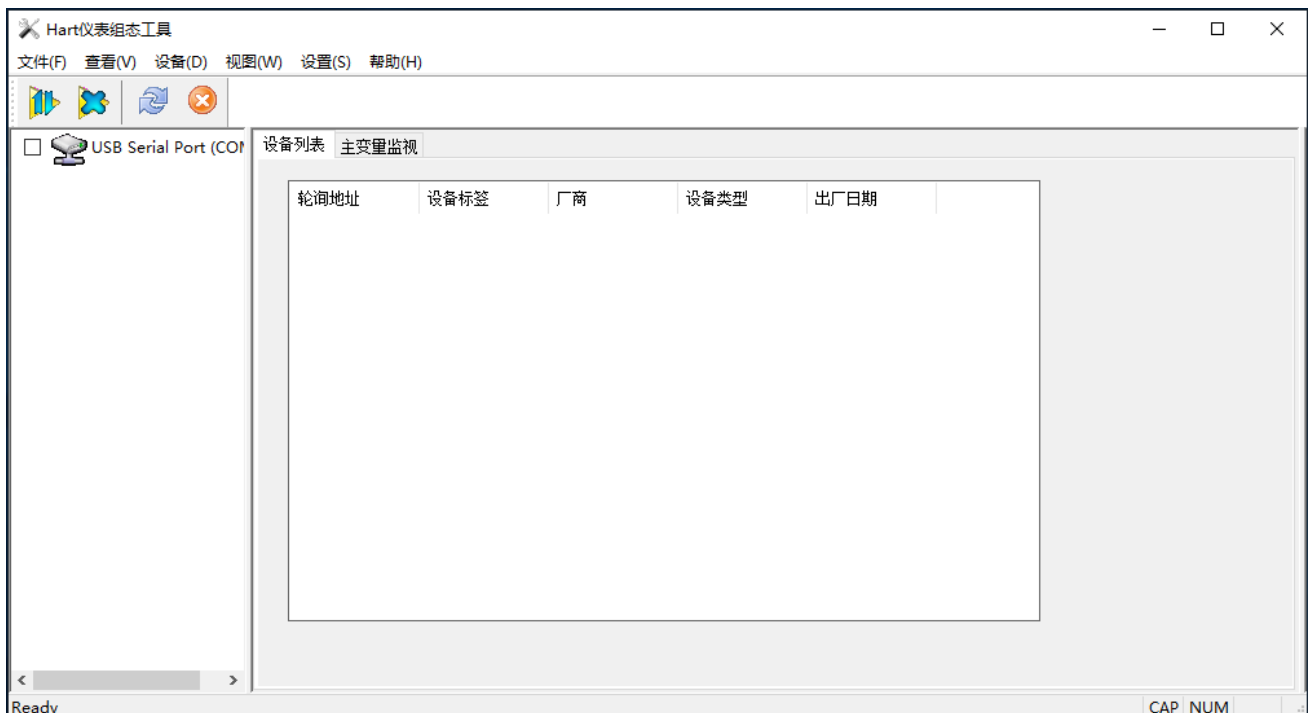 Hart仪表组态工具
文件(F) 查看(V) 设备(D) 视图(W) 设置(S) 帮助(H)
USB Serial Port (COM
设备列表 主变量监视
轮询地址 设备标签 厂商 设备类型 出厂日期
Ready CAP NUM